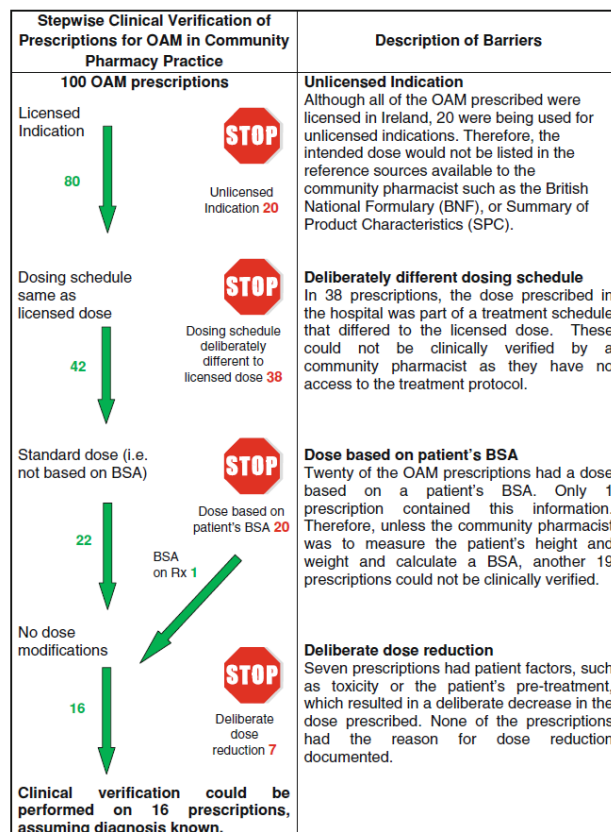 Stepwise Clinical Verification of
Prescriptions for OAM in Community
Pharmacy Practice
Description of Barriers
100 OAM prescriptions
Licensed
Indication
80
STOP
Unlicensed
Indication 20
Unlicensed Indication
Although all of the OAM prescribed were
licensed in Ireland, 20 were being used for
unlicensed indications. Therefore, the
intended dose would not be listed in the
reference sources available to the
community pharmacist such as the British
National Formulary (BNF), or Summary of
Product Characteristics (SPC).
Dosing schedule
same as
licensed dose
42
STOP
Dosing schedule
deliberately
different to
licensed dose 38
Deliberately different dosing schedule
In 38 prescriptions, the dose prescribed in
the hospital was part of a treatment schedule
that differed to the licensed dose. These
could not be clinically verified by a
community pharmacist as they have no
access to the treatment protocol.
Standard dose (i.e.
not based on BSA)
22
STOP
Dose based on
patient's BSA 20
BSA
on Rx 1
Dose based on patient's BSA
Twenty of the OAM prescriptions had a dose
based on a patient's BSA. Only 1
prescription contained this information.
Therefore, unless the community pharmacist
was to measure the patient's height and
weight and calculate a BSA, another 19
prescriptions could not be clinically verified.
No dose
modifications
16
STOP
Deliberate
dose
reduction 7
Deliberate dose reduction
Seven prescriptions had patient factors, such
as toxicity or the patient's pre-treatment,
which resulted in a deliberate decrease in the
dose prescribed. None of the prescriptions
had the reason for dose reduction
documented.
Clinical verification could be
performed on 16 prescriptions,
assuming diagnosis known.